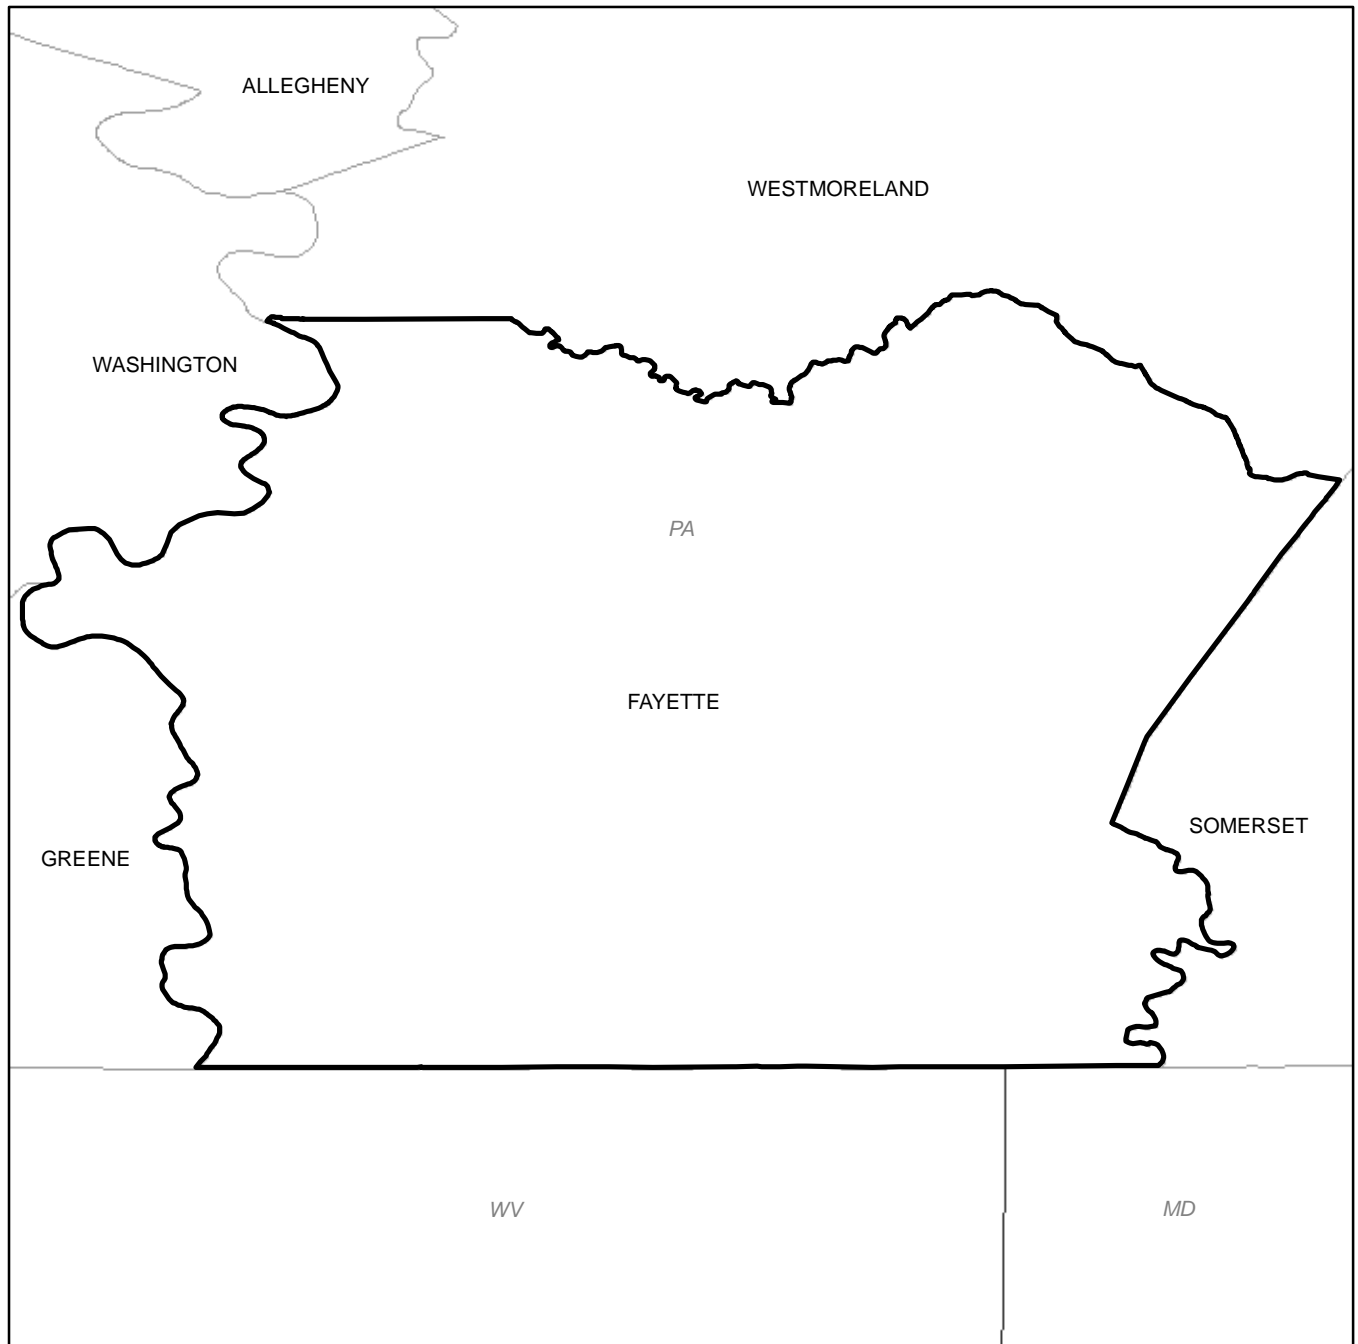 ALLEGHENY
WESTMORELAND
WASHINGTON
PA
FAYETTE
SOMERSET
GREENE
WV
MD